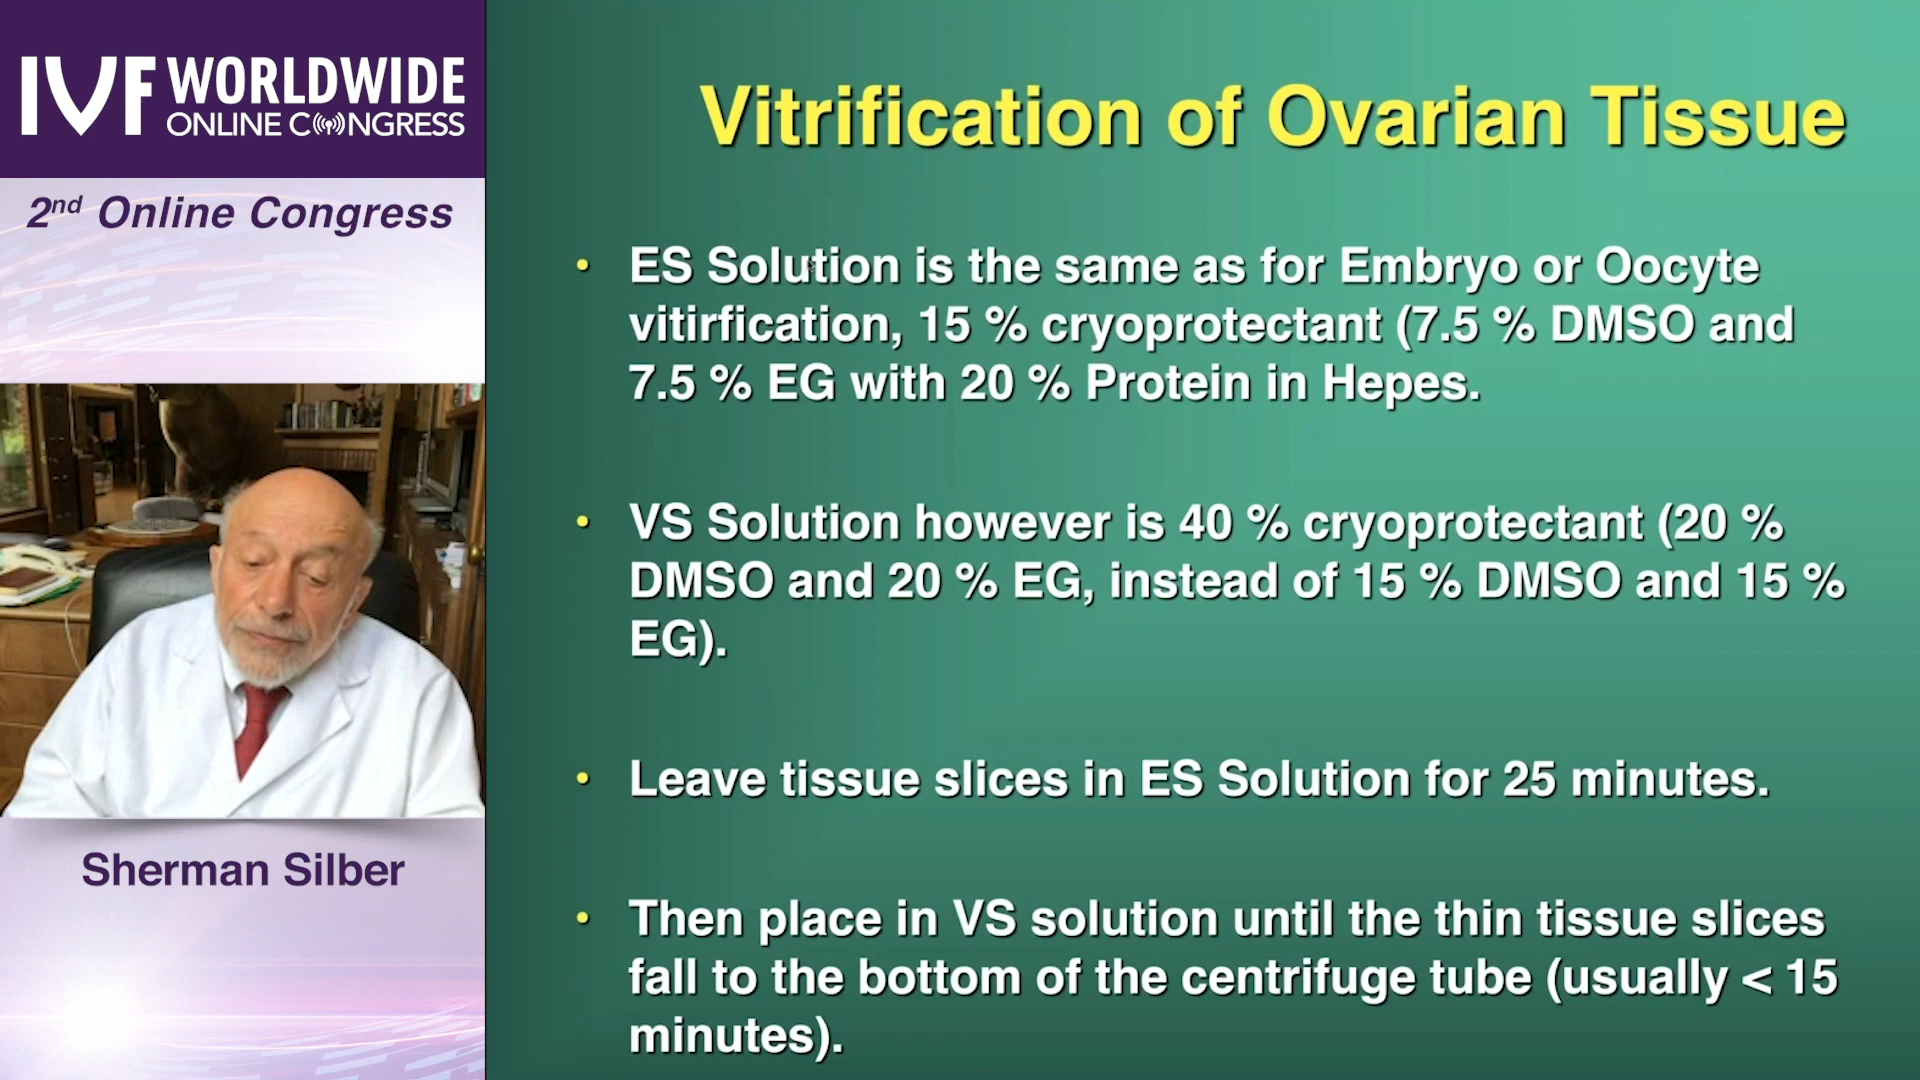 IVF WORLDWIDE
ONLINE CONGRESS
2nd Online Congress
Sherman Silber
Vitrification of Ovarian Tissue
• ES Solution is the same as for Embryo or Oocyte
vitirfication, 15 % cryoprotectant (7.5 % DMSO and
7.5 % EG with 20 % Protein in Hepes.
• VS Solution however is 40 % cryoprotectant (20 %
DMSO and 20 % EG, instead of 15 % DMSO and 15 %
EG).
• Leave tissue slices in ES Solution for 25 minutes.
• Then place in VS solution until the thin tissue slices
fall to the bottom of the centrifuge tube (usually < 15
minutes).